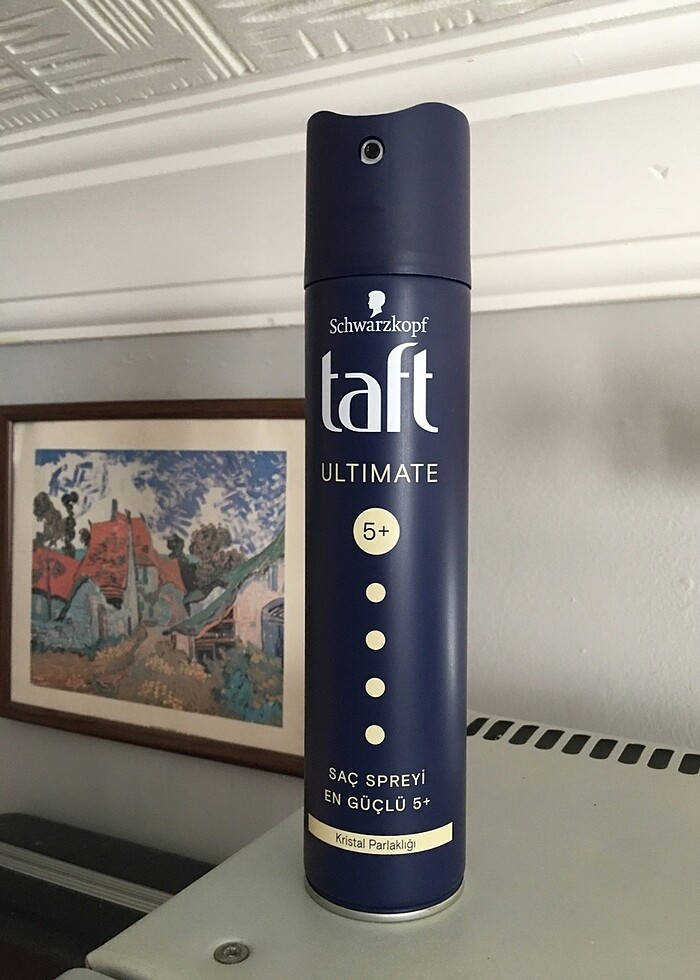 Schwarzkopf
taft
ULTIMATE
5+
SAÇ SPREYİ
EN GÜÇLÜ 5+
Kristal Parlaklığı